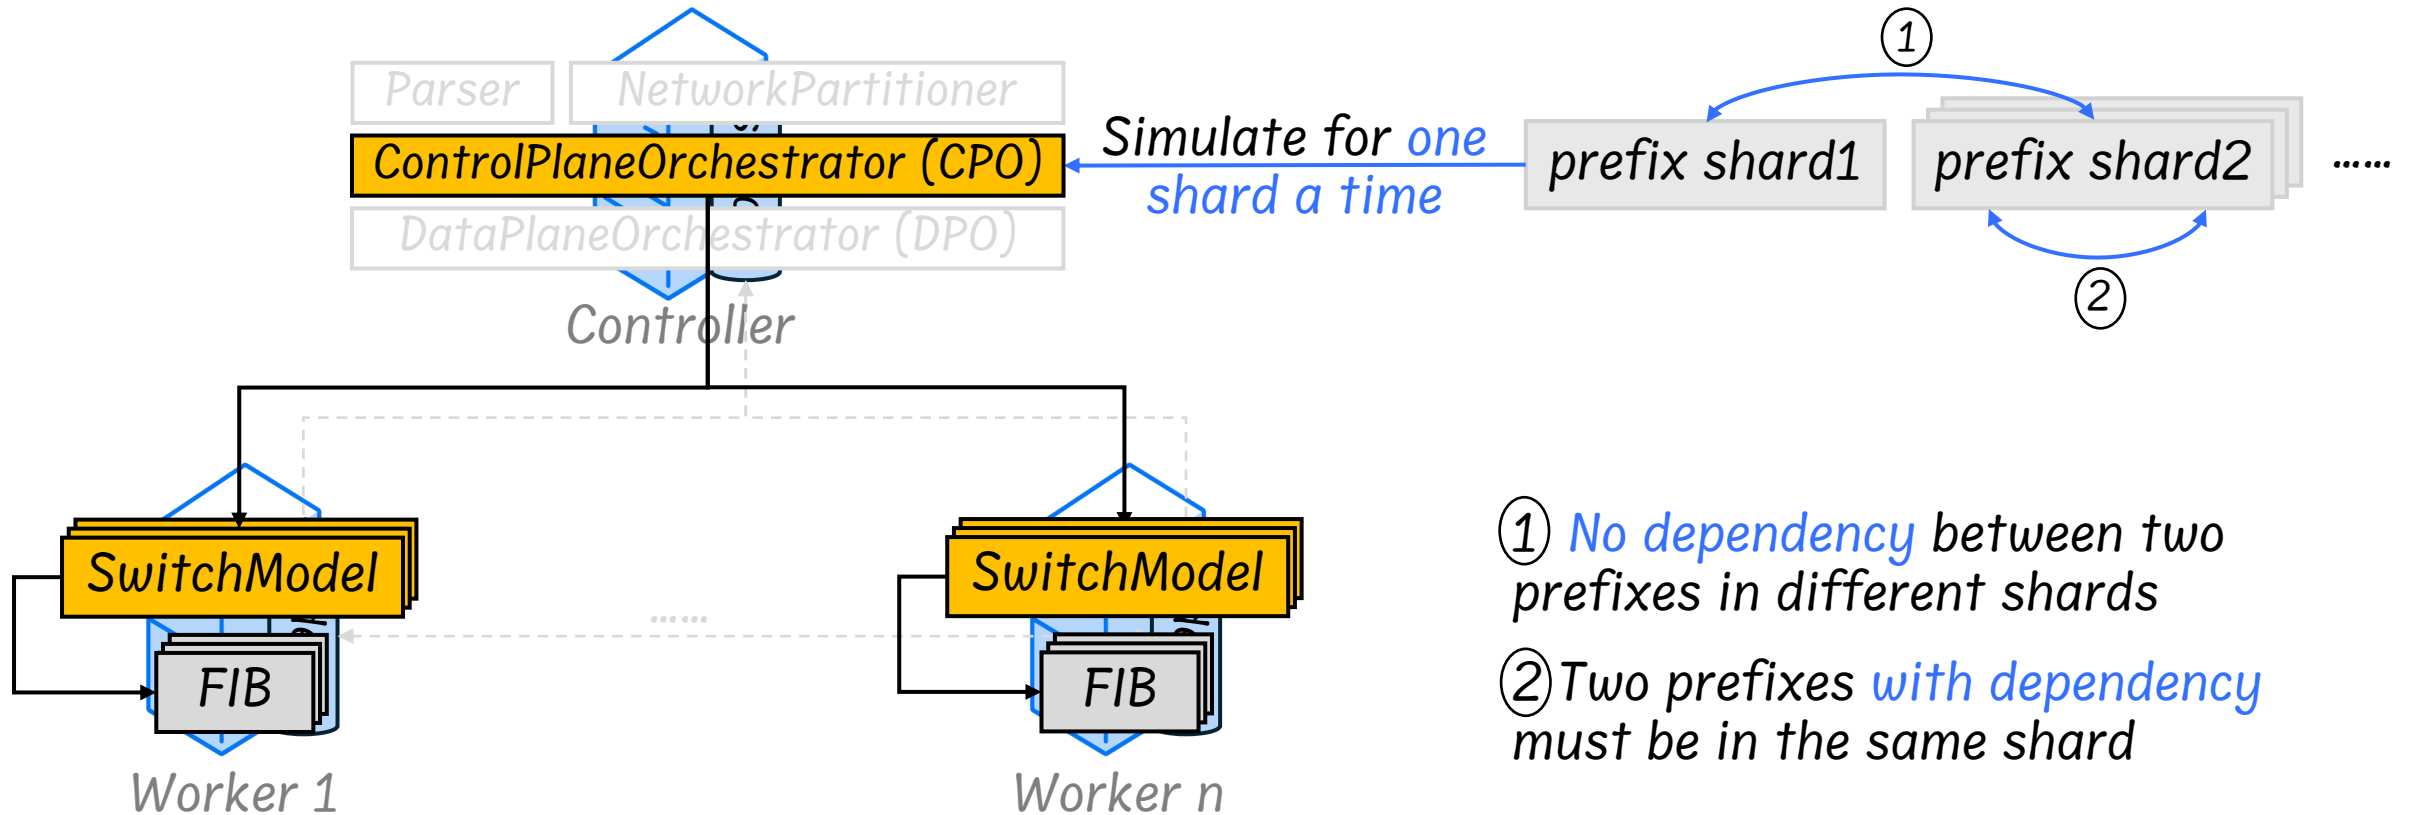 Parser
NetworkPartitioner
ControlPlaneOrchestrator (CPO)
DataPlaneOrchestrator (DPO)
Controller
Simulate for one
shard a time
1
prefix shard1
prefix shard2
......
2
SwitchModel
FIB
Worker 1
......
SwitchModel
FIB
Worker n
1 No dependency between two
prefixes in different shards
2 Two prefixes with dependency
must be in the same shard